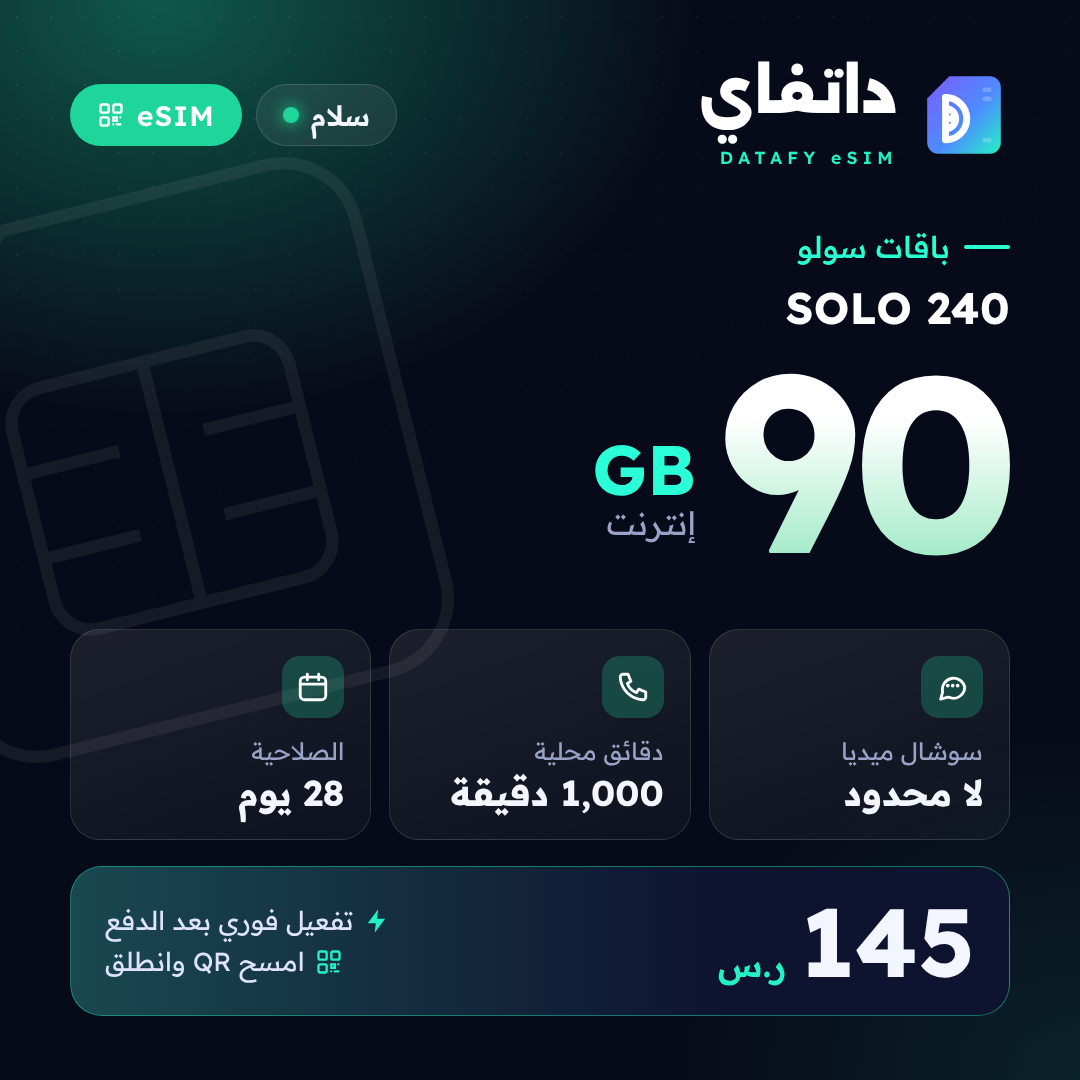 داتفاي
DATAFY eSIM
سلام
eSIM
باقات سولو
SOLO 240
90
GB
إنترنت
سوشال ميديا
لا محدود
دقائق محلية
1,000 دقيقة
الصلاحية
28 يوم
145 ر.س
تفعيل فوري بعد الدفع
امسح QR وانطلق